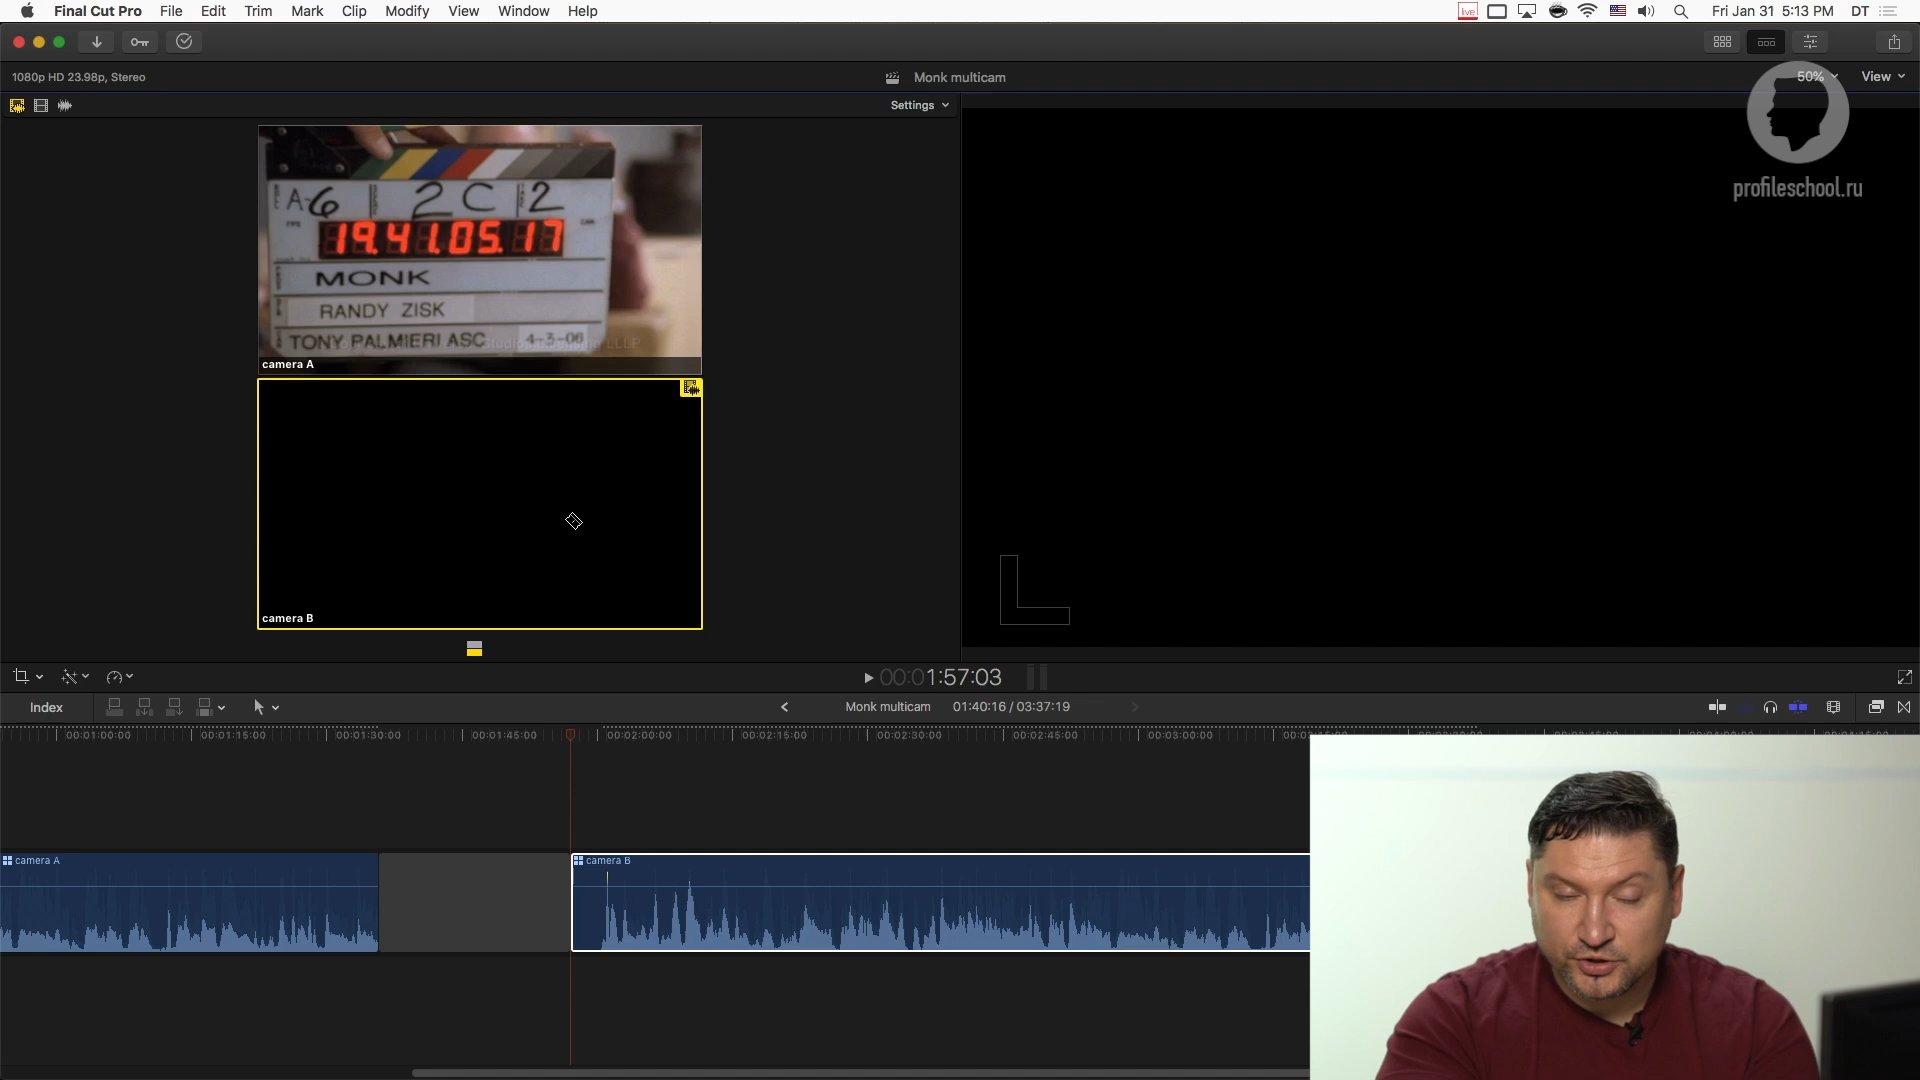 Final Cut Pro File Edit Trim Mark Clip Modify View Window Help
live Fri Jan 31 5:13 PM DT
1080p HD 23.98p, Stereo Monk multicam 50% View
Settings
A-6 2C 2
19.41.05.17
MONK
RANDY ZISK
TONY PALMIERI ASC 4-3-06
camera A
camera B
profileschool.ru
00:01:57:03
Index Monk multicam 01:40:16 / 03:37:19
00:01:00:00 00:01:15:00 00:01:30:00 00:01:45:00 00:02:00:00 00:02:15:00 00:02:30:00 00:02:45:00 00:03:00:00
camera A camera B